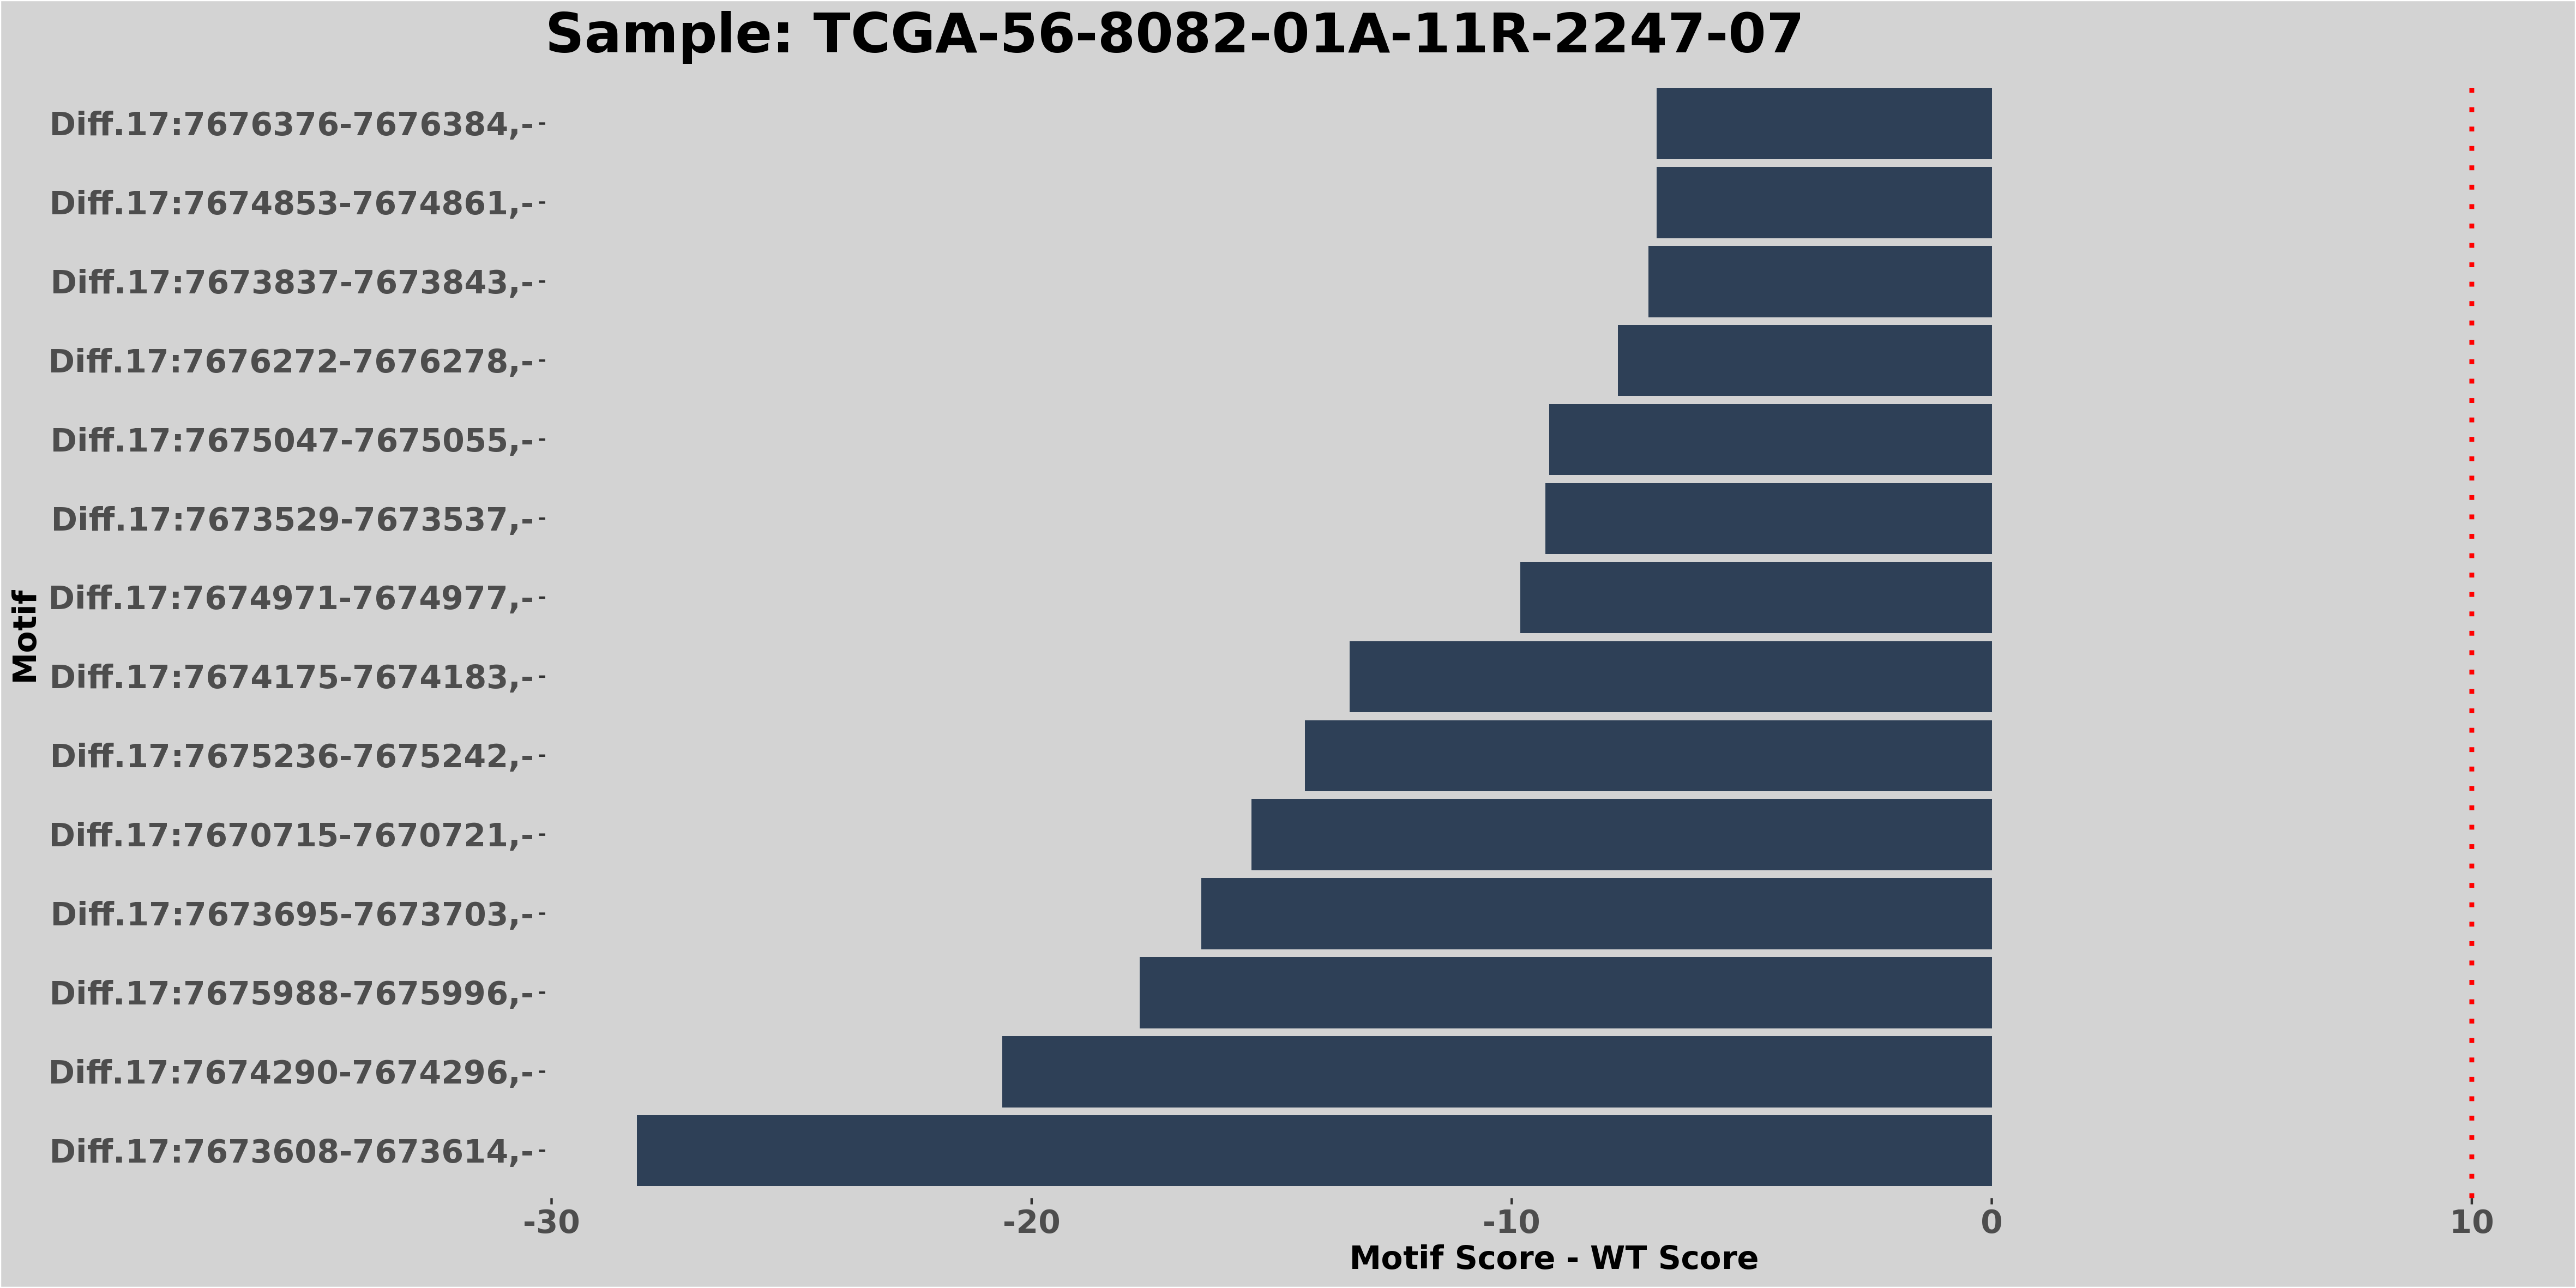 Sample: TCGA-56-8082-01A-11R-2247-07
Diff.17:7676376-7676384,-
Diff.17:7674853-7674861,-
Diff.17:7673837-7673843,-
Diff.17:7676272-7676278,-
Diff.17:7675047-7675055,-
Diff.17:7673529-7673537,-
Diff.17:7674971-7674977,-
Diff.17:7674175-7674183,-
Diff.17:7675236-7675242,-
Diff.17:7670715-7670721,-
Diff.17:7673695-7673703,-
Diff.17:7675988-7675996,-
Diff.17:7674290-7674296,-
Diff.17:7673608-7673614,-
Motif
-30 -20 -10 0 10
Motif Score - WT Score